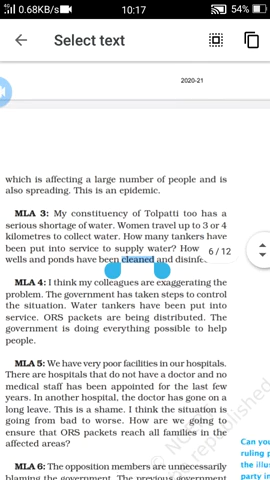 0.68KB/s
10:17
54%
Select text
2020-21
which is affecting a large number of people and is
also spreading. This is an epidemic.
MLA 3: My constituency of Tolpatti too has a
serious shortage of water. Women travel up to 3 or 4
kilometres to collect water. How many tankers have
been put into service to supply water? How
6 / 12
wells and ponds have been cleaned and
MLA 4: I think my colleagues are exaggerating the
problem. The government has taken steps to control
the situation. Water tankers have been put into
service. ORS packets are being distributed. The
government is doing everything possible to help
people.
MLA 5: We have very poor facilities in our hospitals.
There are hospitals that do not have a doctor and no
medical staff has been appointed for the last few
years. In another hospital, the doctor has gone on a
long leave. This is a shame. I think the situation is
going from bad to worse. How are we going to
ensure that ORS packets reach all families in the
affected areas?
MLA 6: The opposition members are unnecessarily
blaming the government. The previous government
Can you
ruling p
the illus
party in